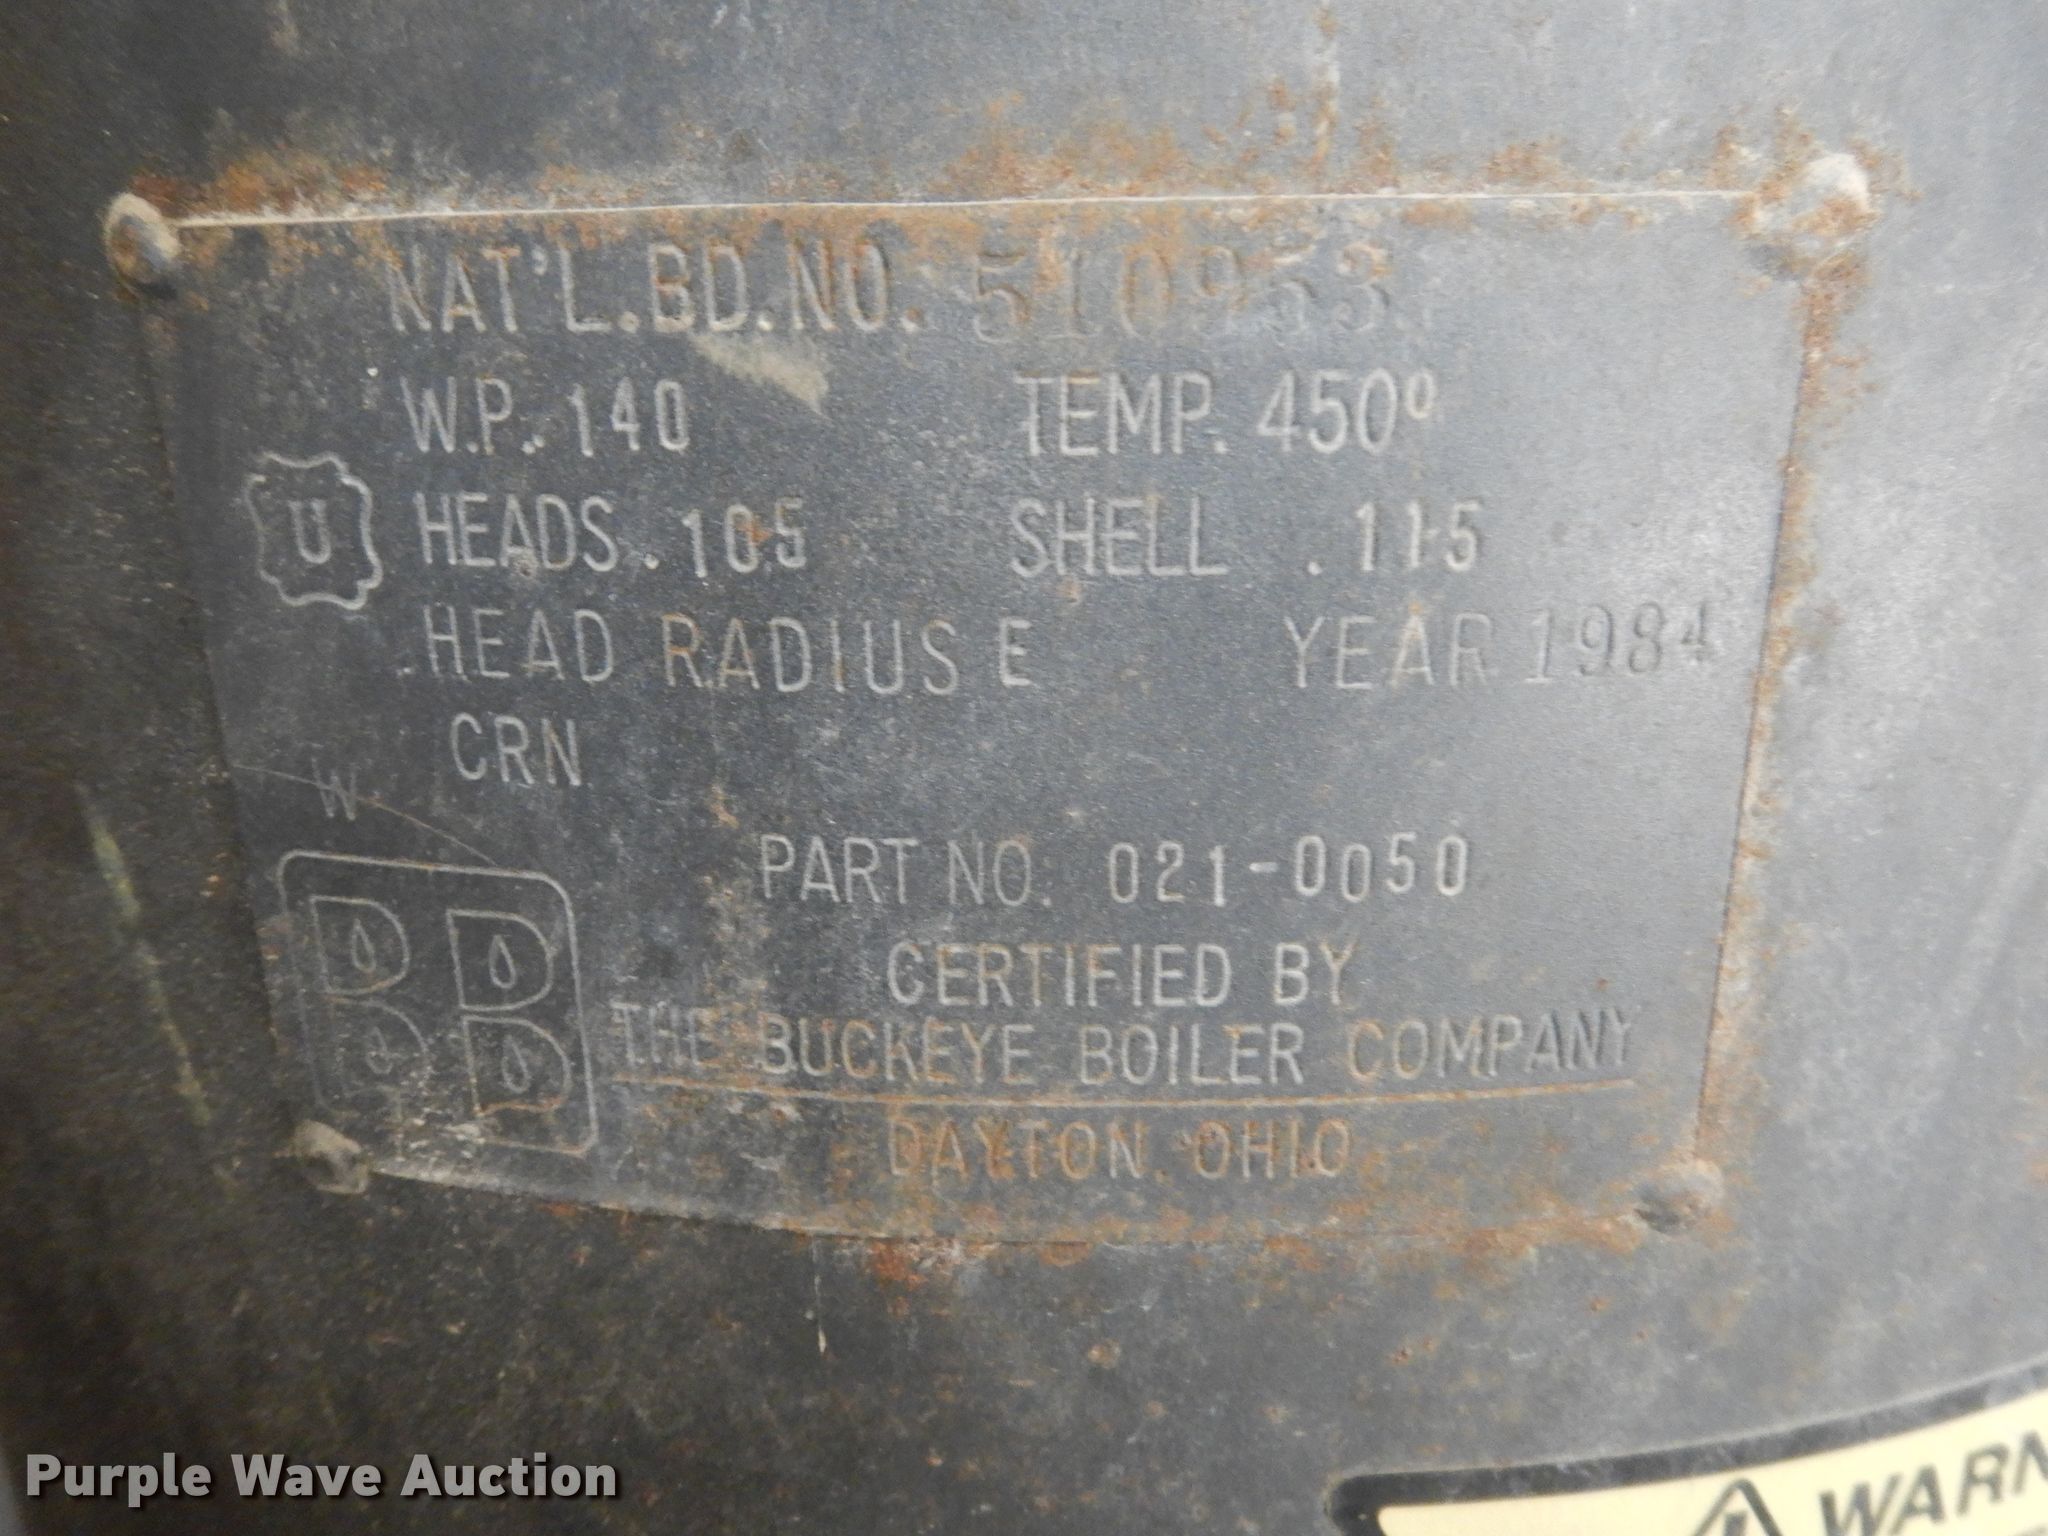 NAT'L.BD.NO. 510953
W.P. 140 TEMP. 450º
U
HEADS .105 SHELL .115
HEAD RADIUS E YEAR 1984
CRN
W
PART NO. 021-0050
CERTIFIED BY
THE BUCKEYE BOILER COMPANY
DAYTON, OHIO
Purple Wave Auction
WARN